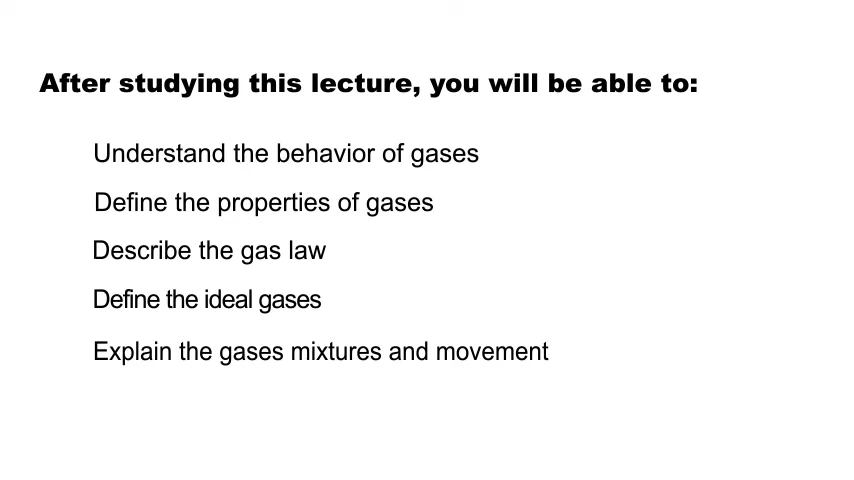 After studying this lecture, you will be able to:
Understand the behavior of gases
Define the properties of gases
Describe the gas law
Define the ideal gases
Explain the gases mixtures and movement